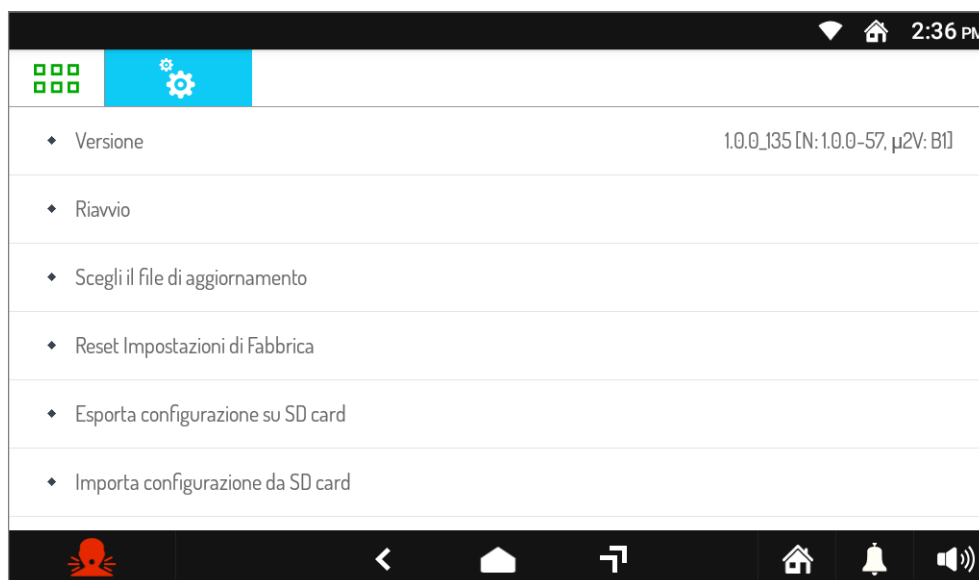 2:36 PM
Versione 1.0.0_135 [N: 1.0.0-57, µ2V: B1]
Riavvio
Scegli il file di aggiornamento
Reset Impostazioni di Fabbrica
Esporta configurazione su SD card
Importa configurazione da SD card